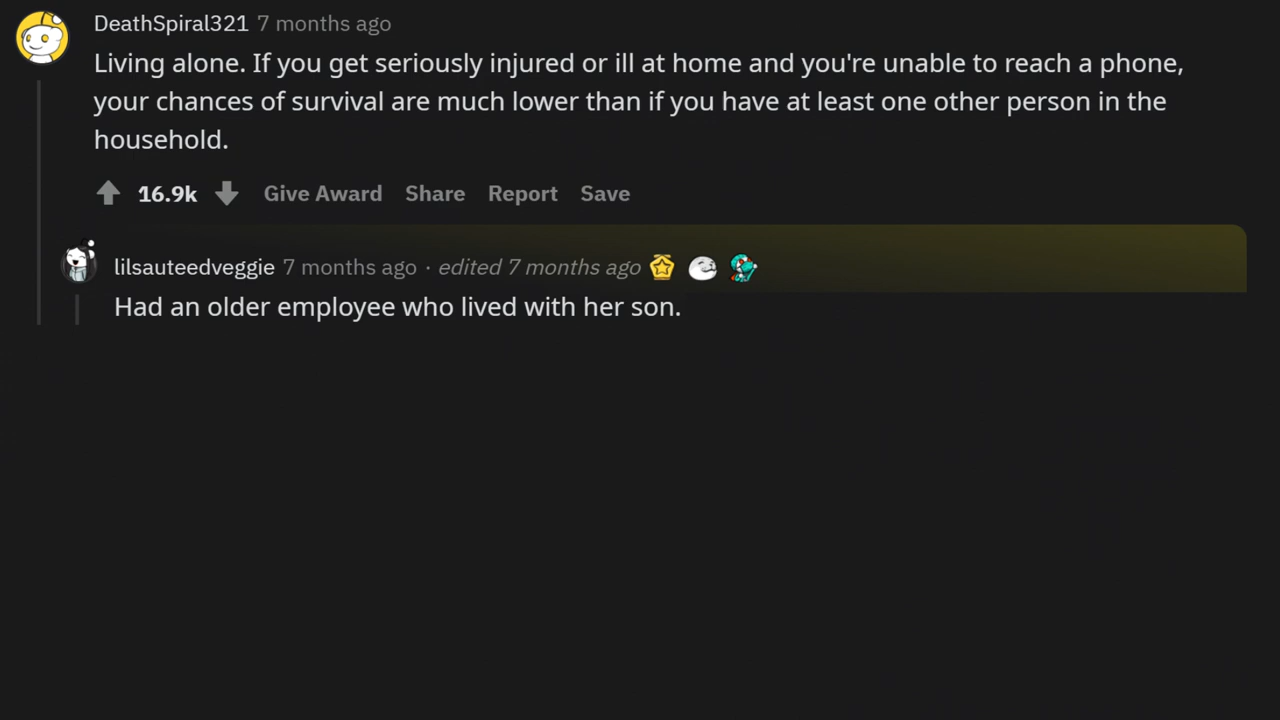 DeathSpiral321 7 months ago
Living alone. If you get seriously injured or ill at home and you're unable to reach a phone,
your chances of survival are much lower than if you have at least one other person in the
household.
16.9k Give Award Share Report Save
lilsauteedveggie 7 months ago · edited 7 months ago
Had an older employee who lived with her son.